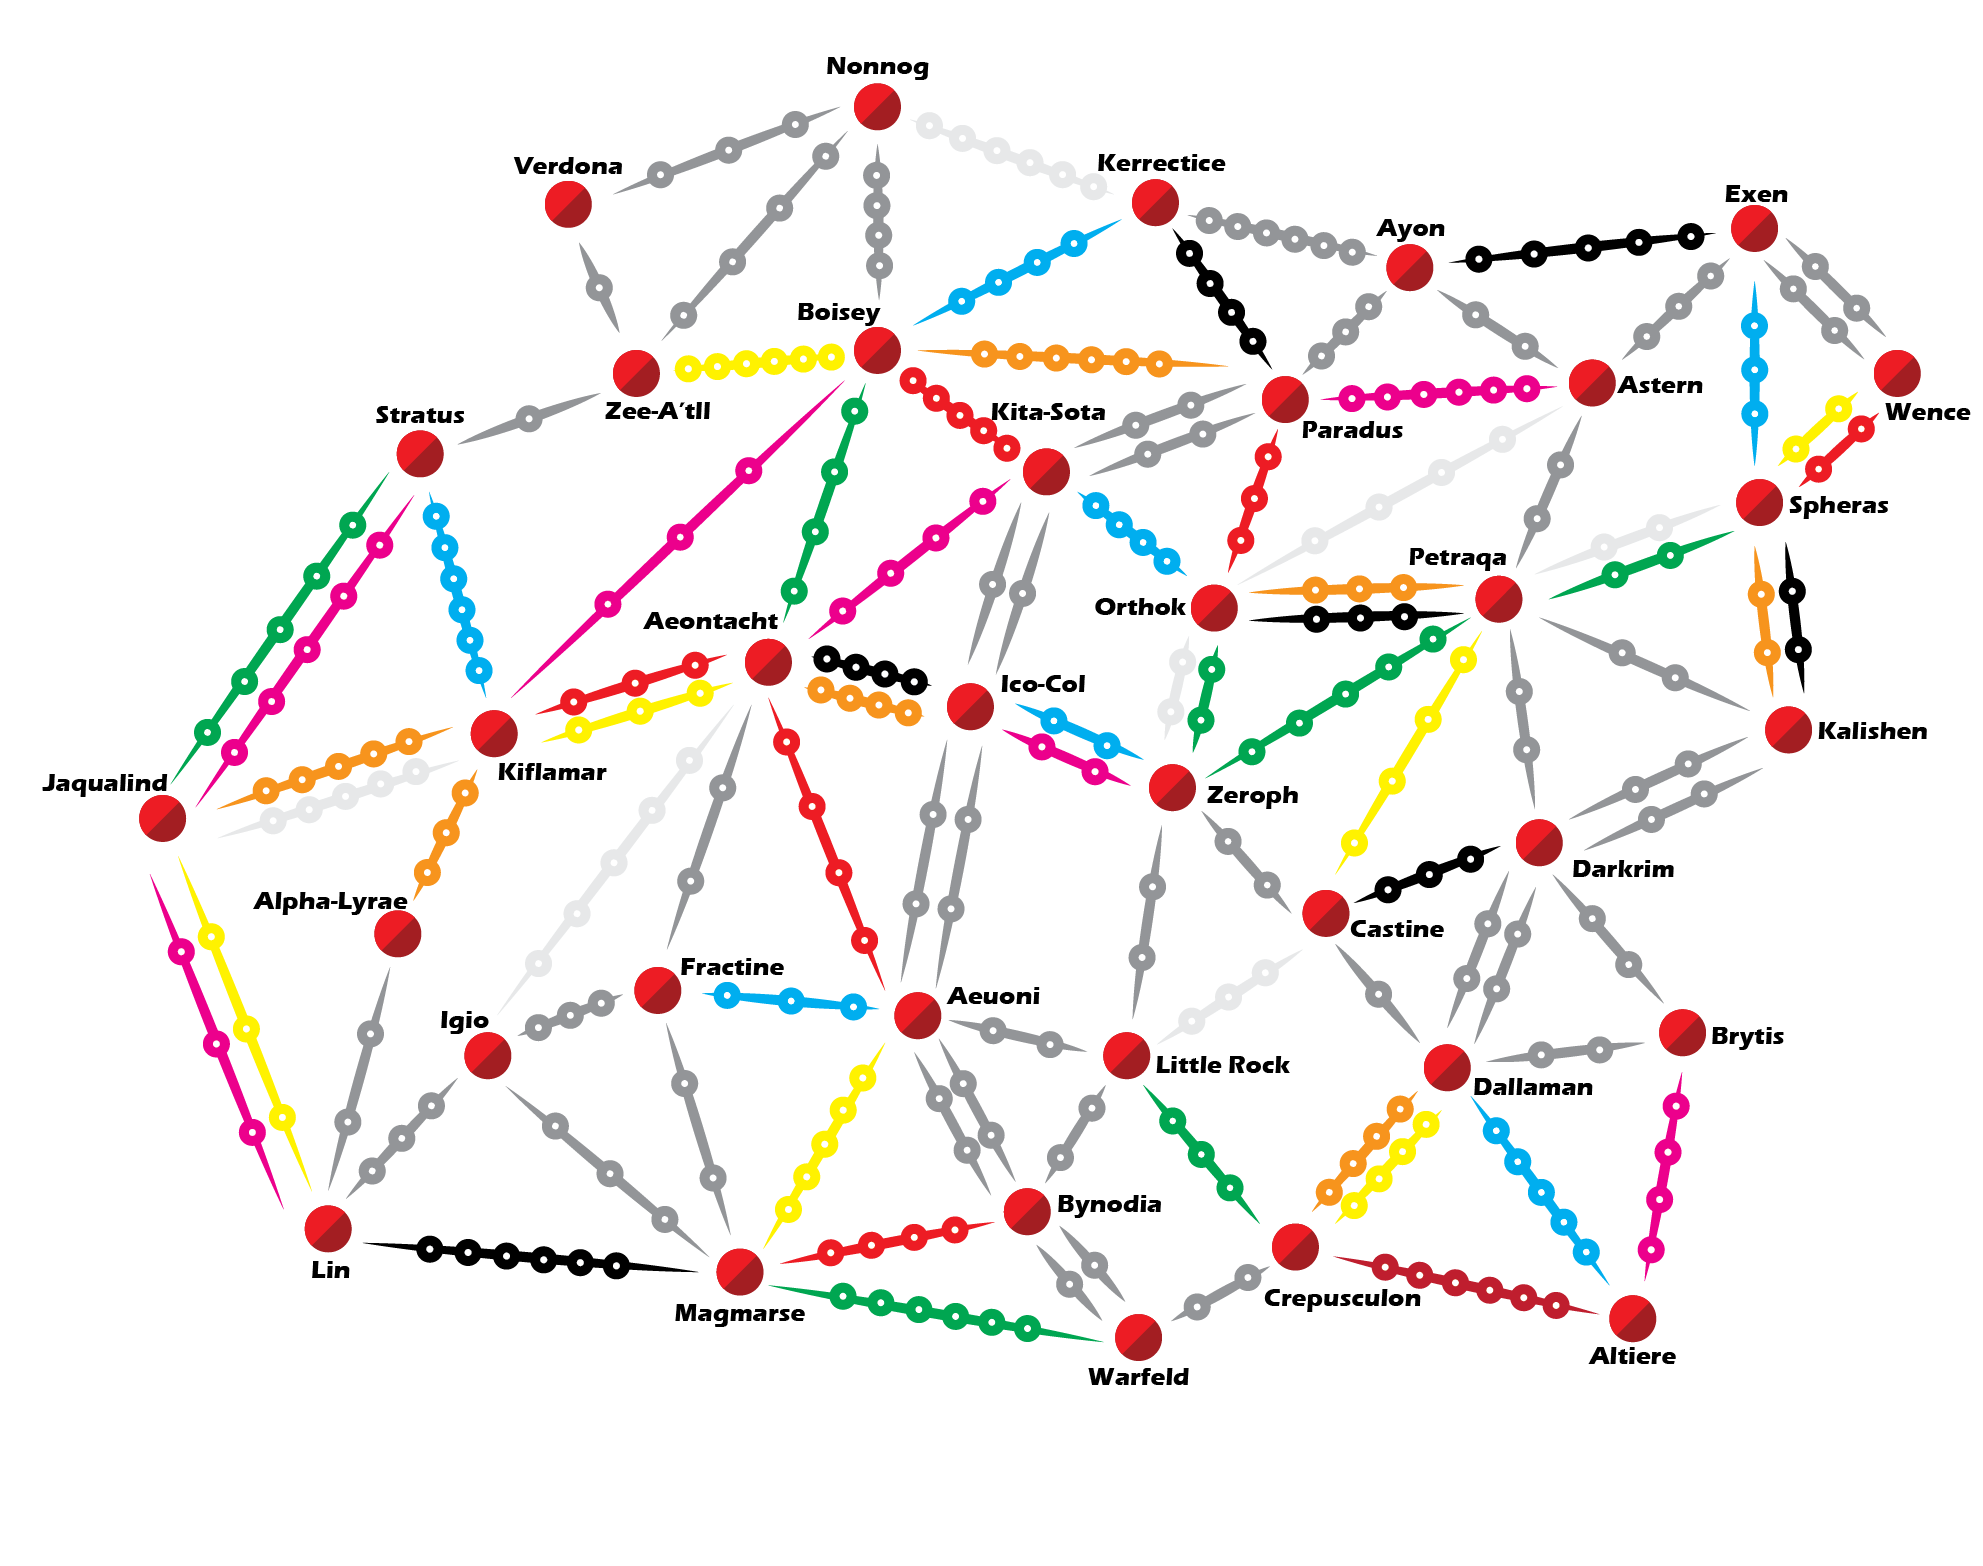 Nonnog
Verdona
Kerrectice
Exen
Ayon
Boisey
Zee-A'tll
Stratus
Kita-Sota
Astern
Wence
Paradus
Spheras
Petraqa
Orthok
Aeontacht
Ico-Col
Kalishen
Kiflamar
Jaqualind
Zeroph
Darkrim
Alpha-Lyrae
Castine
Fractine
Aeuoni
Igio
Brytis
Little Rock
Dallaman
Bynodia
Lin
Crepusculon
Magmarse
Altiere
Warfeld